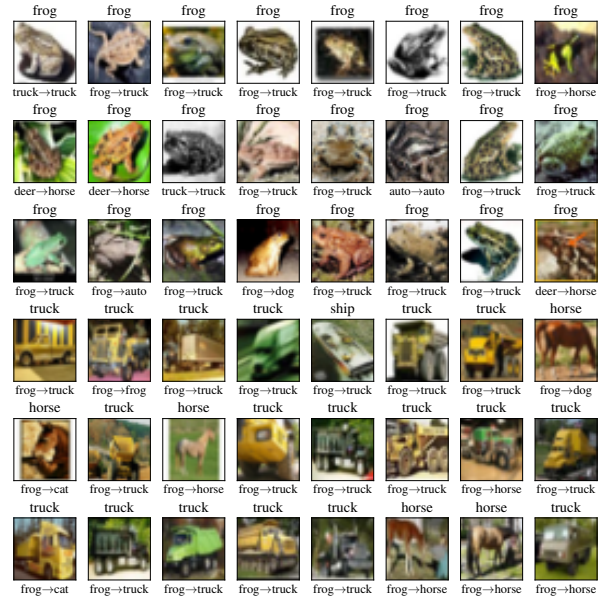 frog frog frog frog frog frog frog frog
truck→truck frog→truck frog→truck frog→truck frog→truck truck→truck frog→truck frog→horse
frog frog frog frog frog frog frog frog
deer→horse deer→horse truck→truck frog→truck frog→truck auto→auto frog→truck frog→truck
frog frog frog frog frog frog frog frog
frog→truck frog→auto frog→truck frog→dog frog→truck frog→truck frog→truck deer→horse
truck truck truck truck ship truck truck horse
frog→truck frog→frog frog→truck frog→truck frog→truck frog→truck frog→truck frog→dog
horse truck horse truck truck truck truck truck
frog→cat frog→truck frog→horse frog→truck frog→truck frog→truck frog→horse frog→truck
truck truck truck truck truck horse horse truck
frog→cat frog→truck frog→truck frog→truck frog→truck frog→horse frog→horse frog→horse